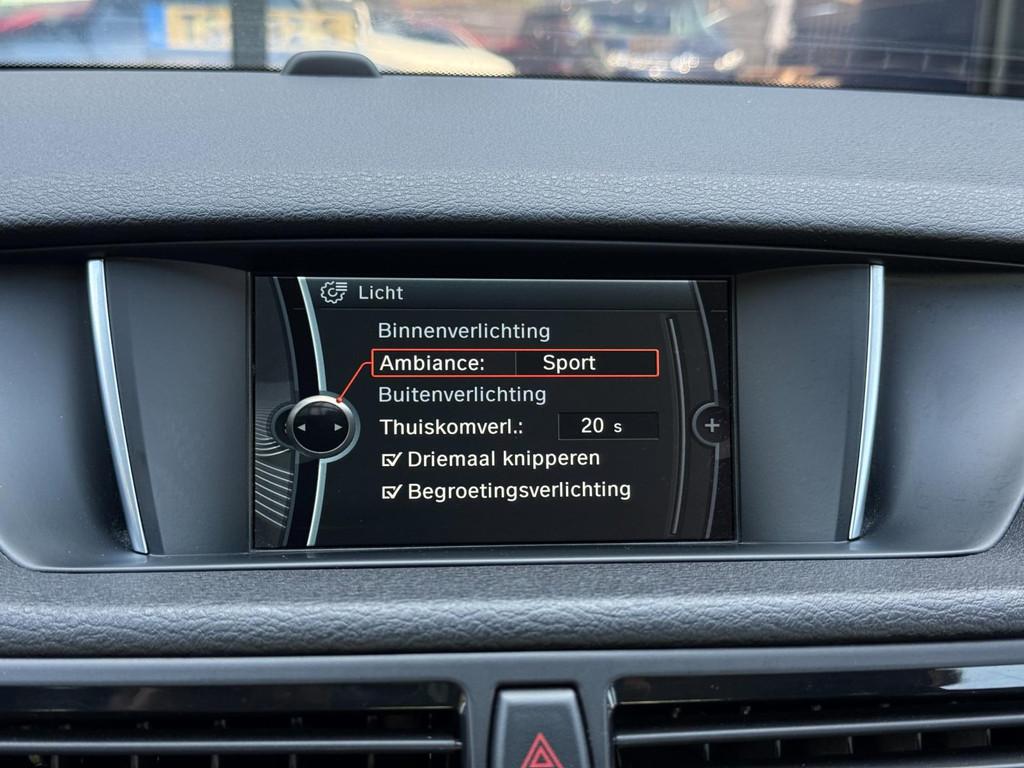 Licht
Binnenverlichting
Ambiance: Sport
Buitenverlichting
Thuiskomverl.: 20 s
Driemaal knipperen
Begroetingsverlichting